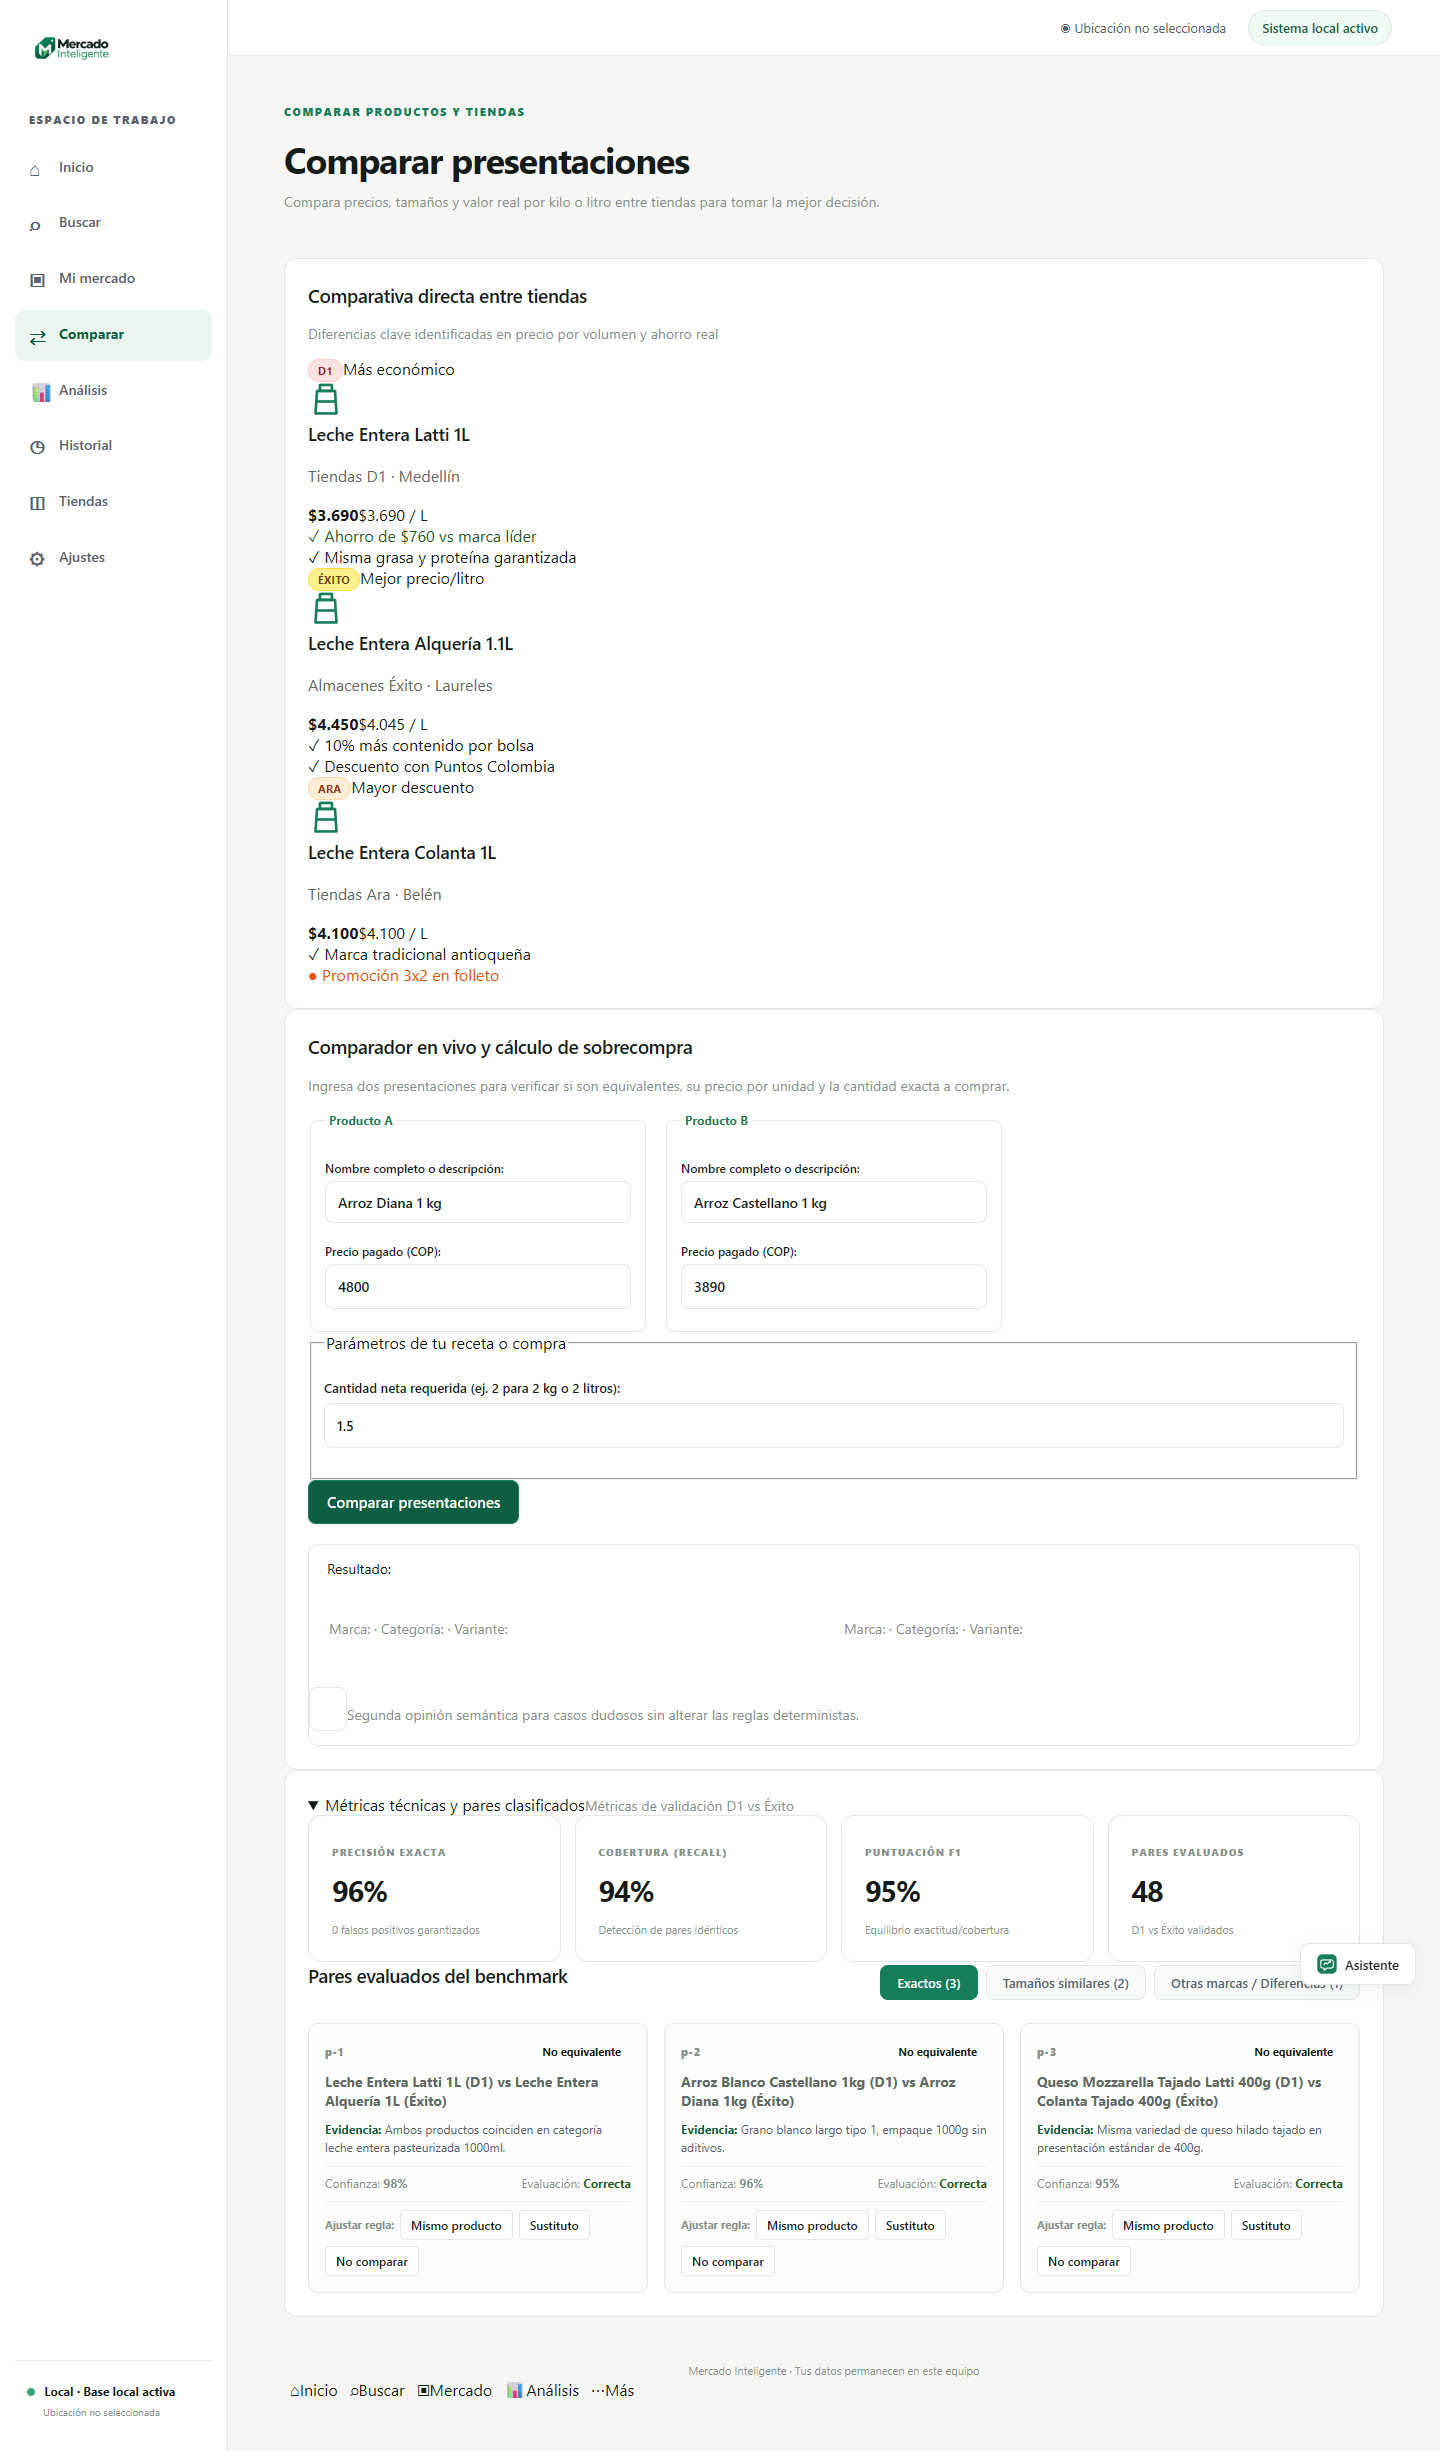 Mercado
Inteligente
Ubicación no seleccionada
Sistema local activo
ESPACIO DE TRABAJO
Inicio
Buscar
Mi mercado
Comparar
Análisis
Historial
Tiendas
Ajustes
COMPARAR PRODUCTOS Y TIENDAS
Comparar presentaciones
Compara precios, tamaños y valor real por kilo o litro entre tiendas para tomar la mejor decisión.
Comparativa directa entre tiendas
Diferencias clave identificadas en precio por volumen y ahorro real
D1 Más económico
Leche Entera Latti 1L
Tiendas D1 · Medellín
$3.690$3.690 / L
✓ Ahorro de $760 vs marca líder
✓ Misma grasa y proteína garantizada
ÉXITO Mejor precio/litro
Leche Entera Alquería 1.1L
Almacenes Éxito · Laureles
$4.450$4.045 / L
✓ 10% más contenido por bolsa
✓ Descuento con Puntos Colombia
ARA Mayor descuento
Leche Entera Colanta 1L
Tiendas Ara · Belén
$4.100$4.100 / L
✓ Marca tradicional antioqueña
● Promoción 3x2 en folleto
Comparador en vivo y cálculo de sobrecompra
Ingresa dos presentaciones para verificar si son equivalentes, su precio por unidad y la cantidad exacta a comprar.
Producto A
Nombre completo o descripción:
Arroz Diana 1 kg
Precio pagado (COP):
4800
Producto B
Nombre completo o descripción:
Arroz Castellano 1 kg
Precio pagado (COP):
3890
Parámetros de tu receta o compra
Cantidad neta requerida (ej. 2 para 2 kg o 2 litros):
1.5
Comparar presentaciones
Resultado:
Marca: · Categoría: · Variante:
Marca: · Categoría: · Variante:
Segunda opinión semántica para casos dudosos sin alterar las reglas deterministas.
▼ Métricas técnicas y pares clasificadosMétricas de validación D1 vs Éxito
PRECISIÓN EXACTA
96%
0 falsos positivos garantizados
COBERTURA (RECALL)
94%
Detección de pares idénticos
PUNTUACIÓN F1
95%
Equilibrio exactitud/cobertura
PARES EVALUADOS
48
D1 vs Éxito validados
Asistente
Pares evaluados del benchmark
Exactos (3)
Tamaños similares (2)
Otras marcas / Diferencias (1)
p-1 No equivalente
Leche Entera Latti 1L (D1) vs Leche Entera
Alquería 1L (Éxito)
Evidencia: Ambos productos coinciden en categoría
leche entera pasteurizada 1000ml.
Confianza: 98% Evaluación: Correcta
Ajustar regla: Mismo producto Sustituto
No comparar
p-2 No equivalente
Arroz Blanco Castellano 1kg (D1) vs Arroz
Diana 1kg (Éxito)
Evidencia: Grano blanco largo tipo 1, empaque 1000g sin
aditivos.
Confianza: 96% Evaluación: Correcta
Ajustar regla: Mismo producto Sustituto
No comparar
p-3 No equivalente
Queso Mozzarella Tajado Latti 400g (D1) vs
Colanta Tajado 400g (Éxito)
Evidencia: Misma variedad de queso hilado tajado en
presentación estándar de 400g.
Confianza: 95% Evaluación: Correcta
Ajustar regla: Mismo producto Sustituto
No comparar
Mercado Inteligente · Tus datos permanecen en este equipo
Inicio Buscar Mercado Análisis ···Más
Local · Base local activa
Ubicación no seleccionada